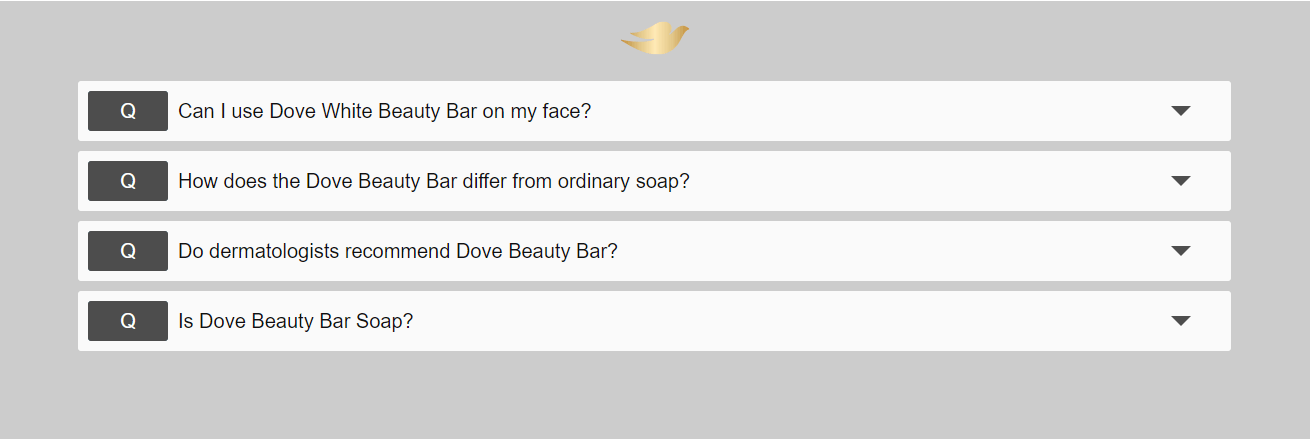 Q Can I use Dove White Beauty Bar on my face?
Q How does the Dove Beauty Bar differ from ordinary soap?
Q Do dermatologists recommend Dove Beauty Bar?
Q Is Dove Beauty Bar Soap?